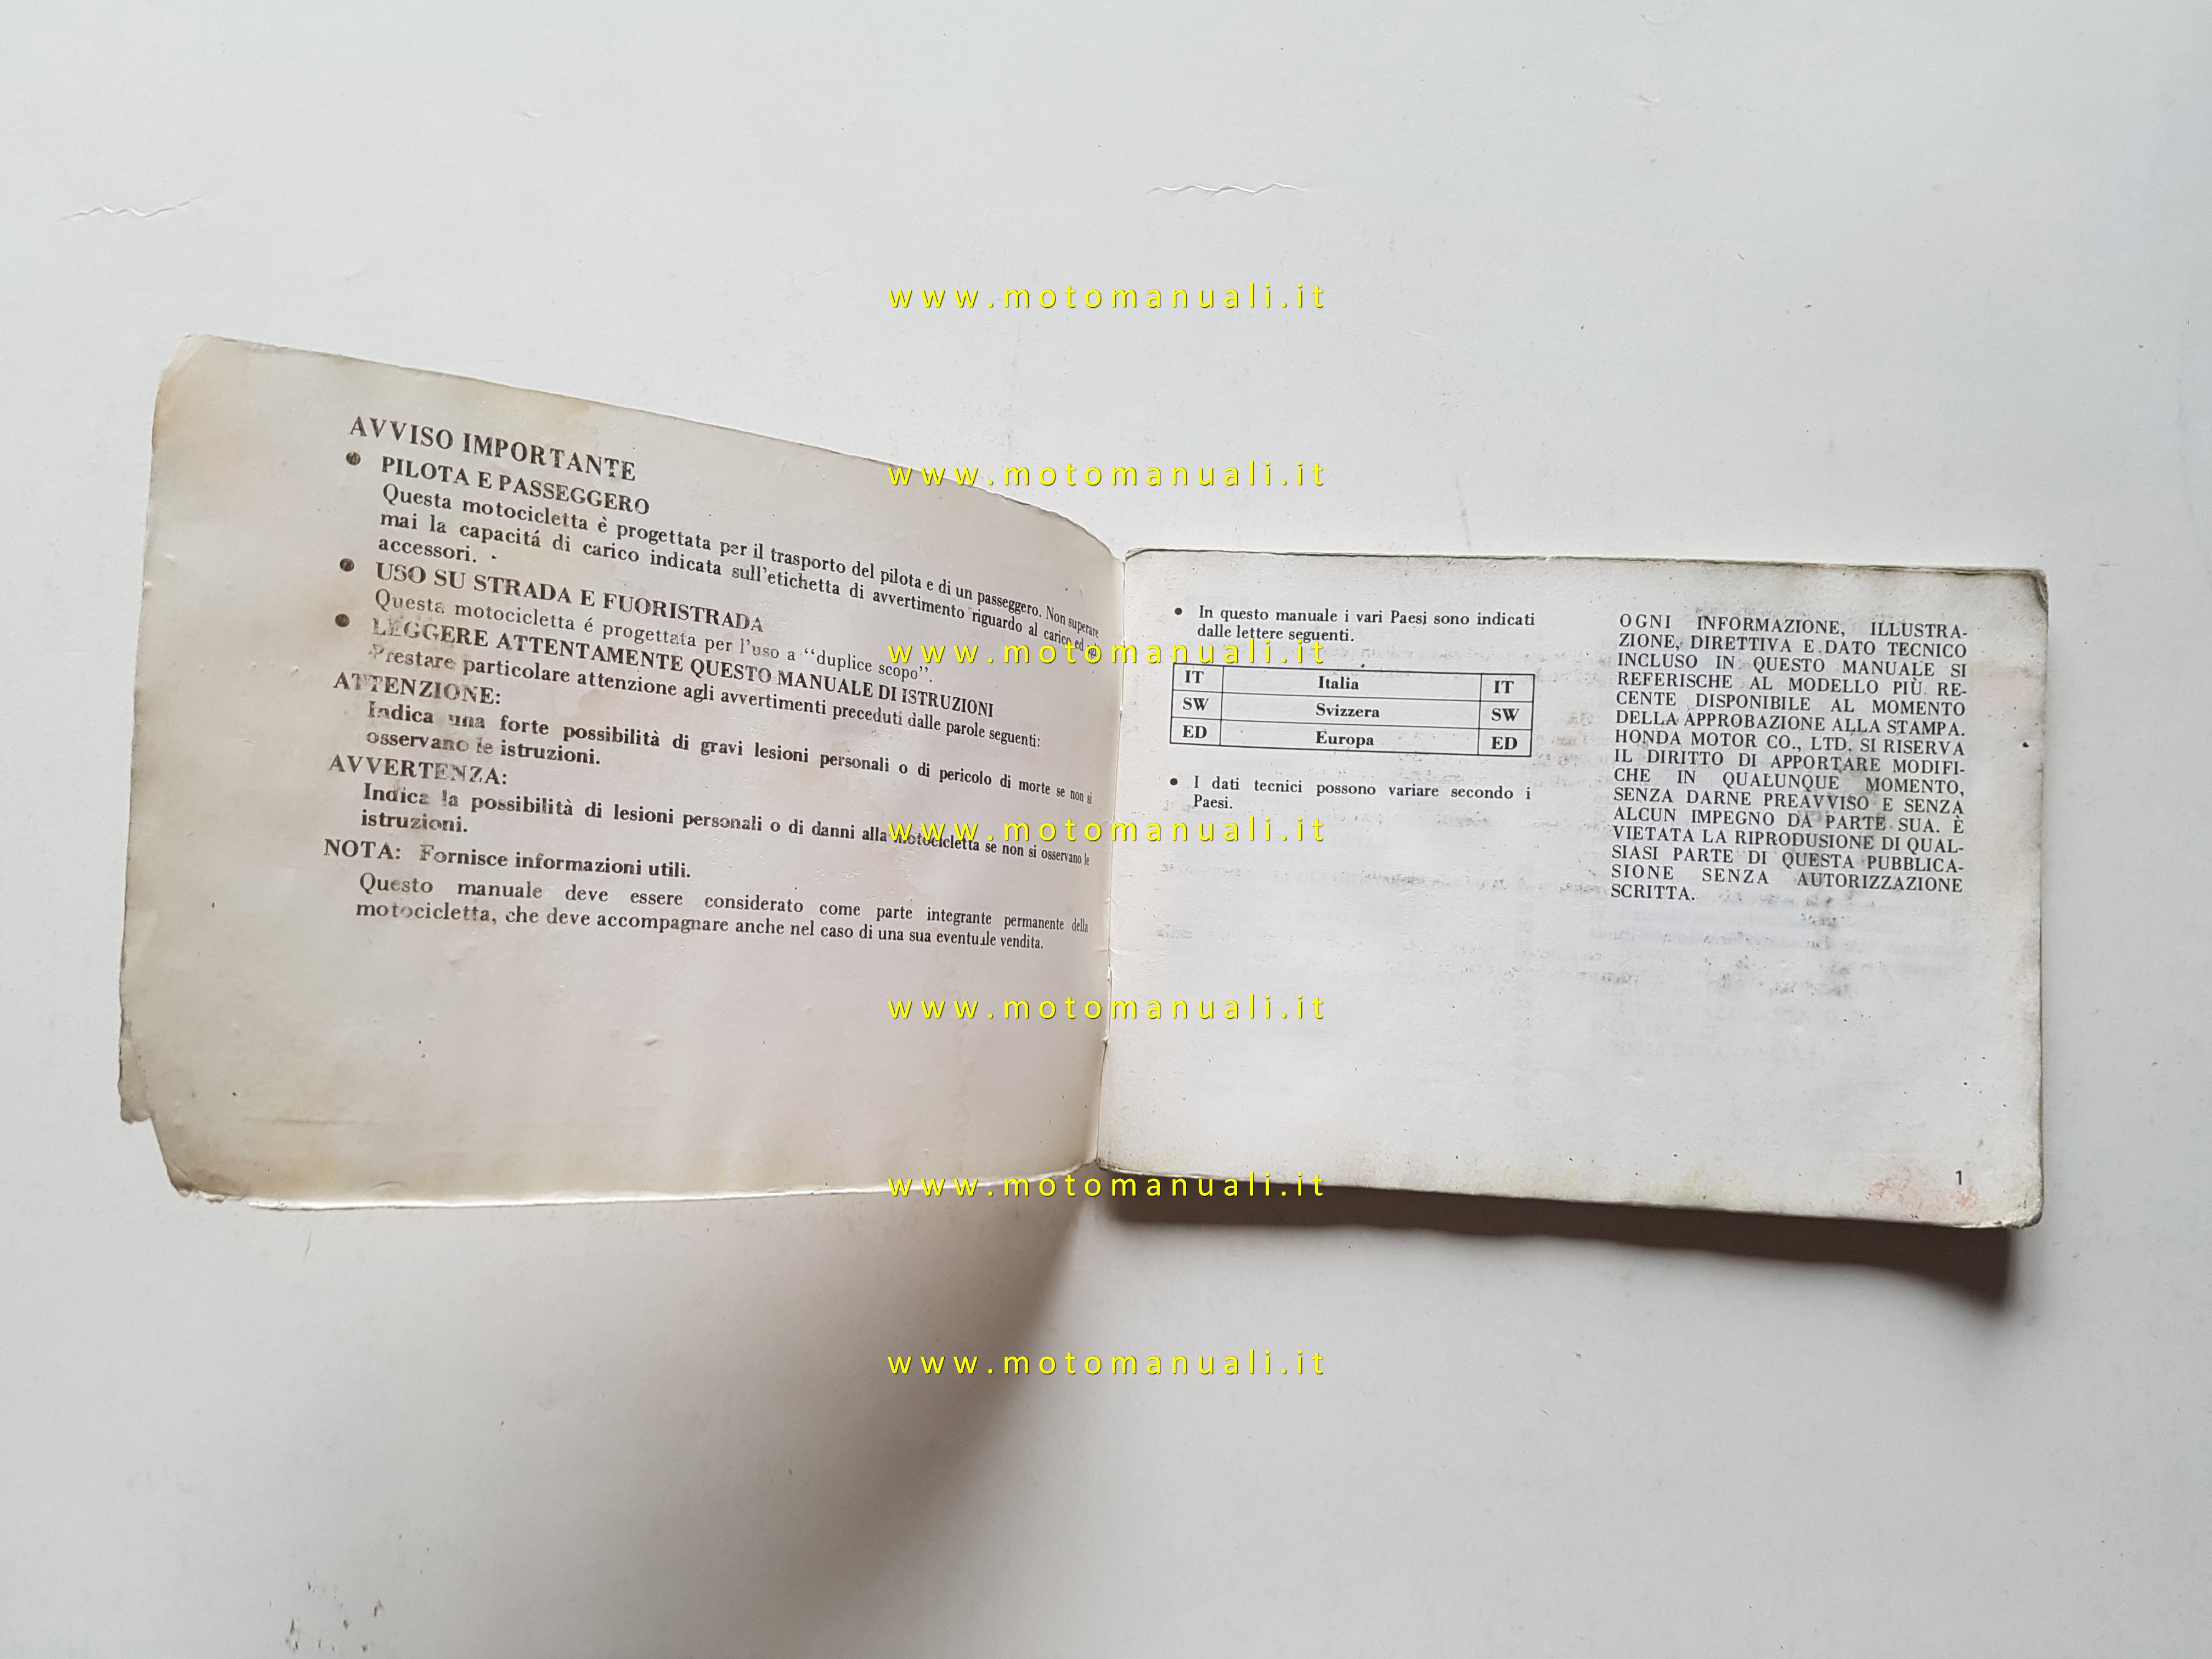 www.motomanuali.it
www.motomanuali.it
www.motomanuali.it
www.motomanuali.it
www.motomanuali.it
www.motomanuali.it
www.motomanuali.it
AVVISO IMPORTANTE
● PILOTA E PASSEGGERO
Questa motocicletta è progettata per il trasporto del pilota e di un passeggero. Non superare
mai la capacitá di carico indicata sull'etichetta di avvertimento riguardo al carico ed
accessori.
● USO SU STRADA E FUORISTRADA
Questa motocicletta é progettata per l'uso a “duplice scopo”.
● LEGGERE ATTENTAMENTE QUESTO MANUALE DI ISTRUZIONI
Prestare particolare attenzione agli avvertimenti preceduti dalle parole seguenti:
ATTENZIONE:
Indica una forte possibilità di gravi lesioni personali o di pericolo di morte se non si
osservano le istruzioni.
AVVERTENZA:
Indica la possibilità di lesioni personali o di danni alla motocicletta se non si osservano le
istruzioni.
NOTA: Fornisce informazioni utili.
Questo manuale deve essere considerato come parte integrante permanente della
motocicletta, che deve accompagnare anche nel caso di una sua eventuale vendita.
● In questo manuale i vari Paesi sono indicati
dalle lettere seguenti.
IT Italia IT
SW Svizzera SW
ED Europa ED
● I dati tecnici possono variare secondo i
Paesi.
OGNI INFORMAZIONE, ILLUSTRA-
ZIONE, DIRETTIVA E DATO TECNICO
INCLUSO IN QUESTO MANUALE SI
REFERISCHE AL MODELLO PIÙ RE-
CENTE DISPONIBILE AL MOMENTO
DELLA APPROBAZIONE ALLA STAMPA.
HONDA MOTOR CO., LTD. SI RISERVA
IL DIRITTO DI APPORTARE MODIFI-
CHE IN QUALUNQUE MOMENTO,
SENZA DARNE PREAVVISO E SENZA
ALCUN IMPEGNO DA PARTE SUA. È
VIETATA LA RIPRODUSIONE DI QUAL-
SIASI PARTE DI QUESTA PUBBLICA-
SIONE SENZA AUTORIZZAZIONE
SCRITTA.
1